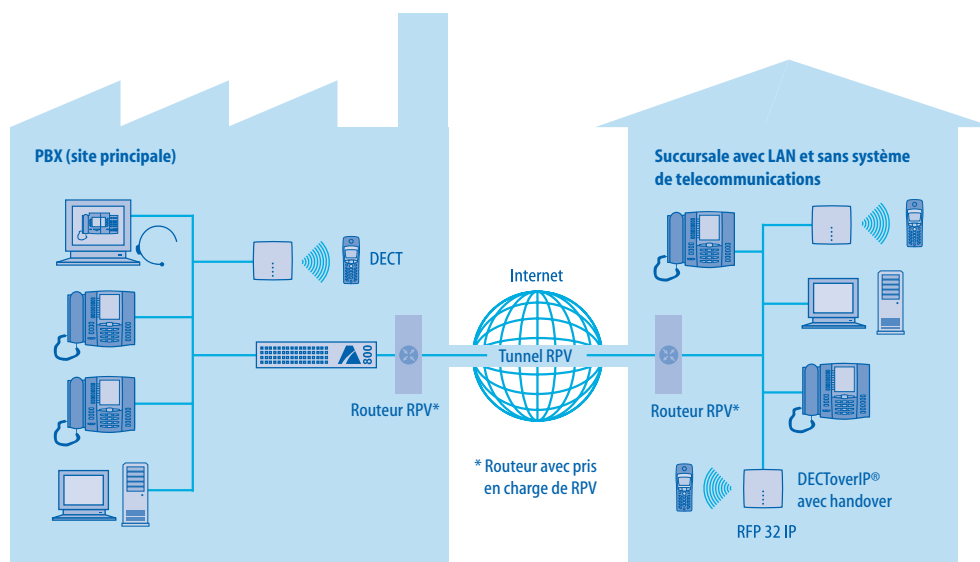 PBX (site principale)
DECT
800
Routeur RPV*
Internet
Tunnel RPV
* Routeur avec pris
en charge de RPV
Succursale avec LAN et sans système
de telecommunications
Routeur RPV*
DECToverIP®
avec handover
RFP 32 IP